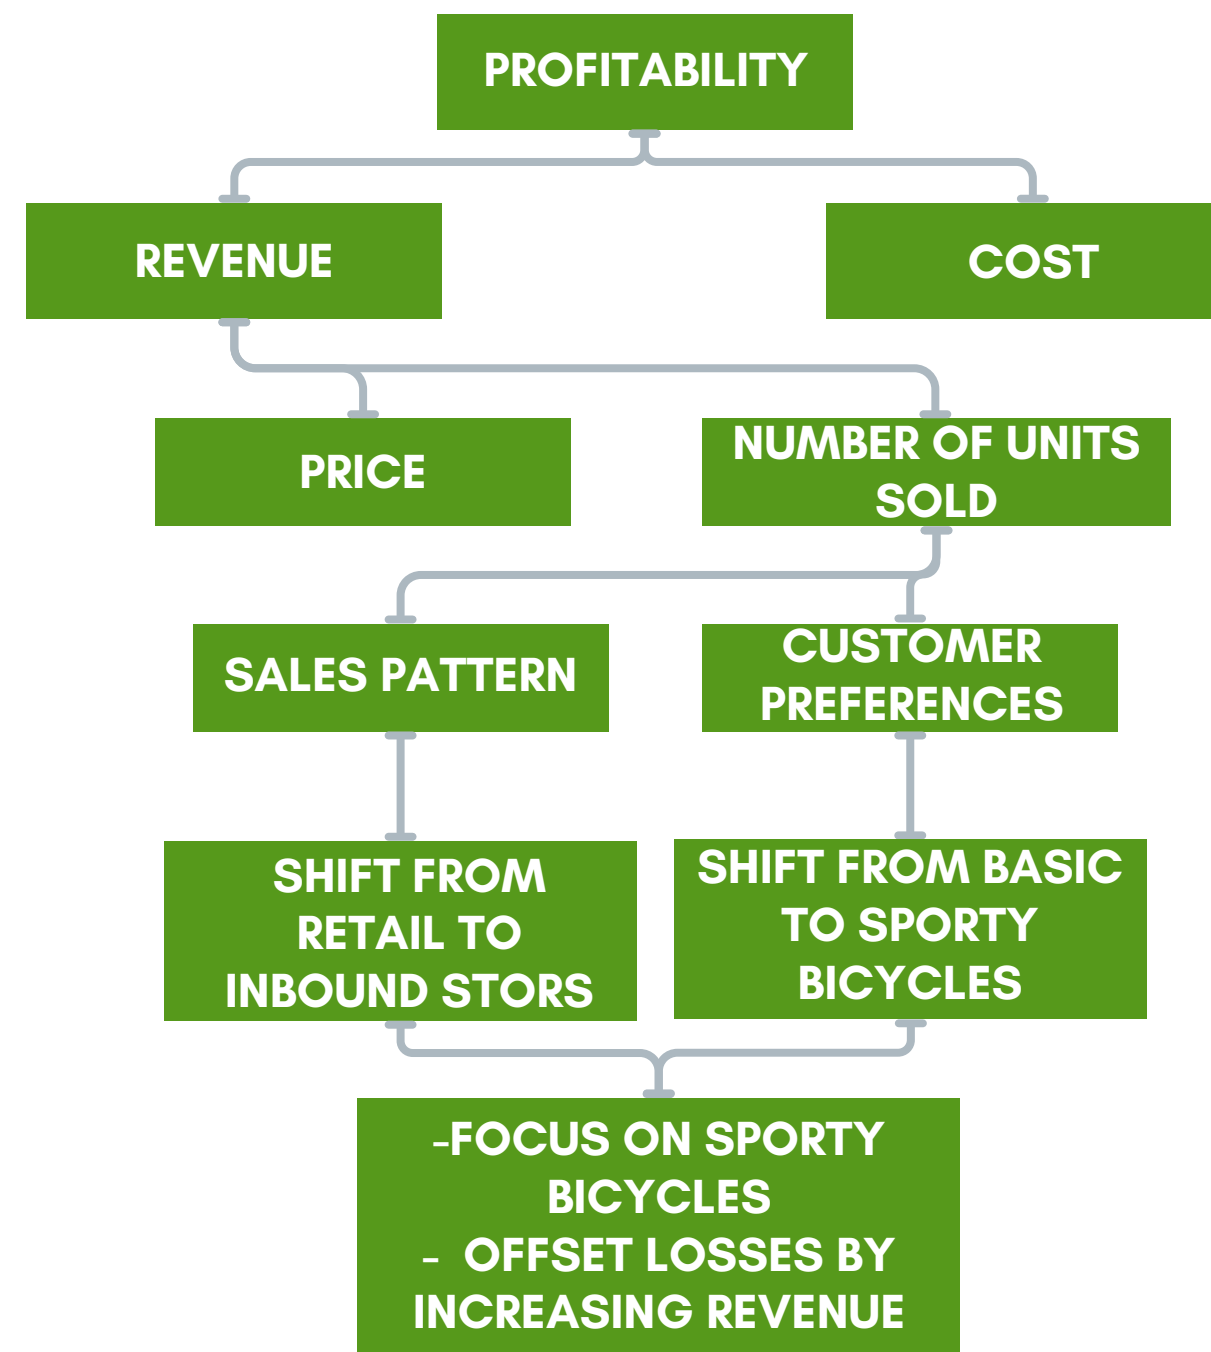 PROFITABILITY
REVENUE
COST
PRICE
NUMBER OF UNITS
SOLD
SALES PATTERN
CUSTOMER
PREFERENCES
SHIFT FROM
RETAIL TO
INBOUND STORS
SHIFT FROM BASIC
TO SPORTY
BICYCLES
-FOCUS ON SPORTY
BICYCLES
- OFFSET LOSSES BY
INCREASING REVENUE